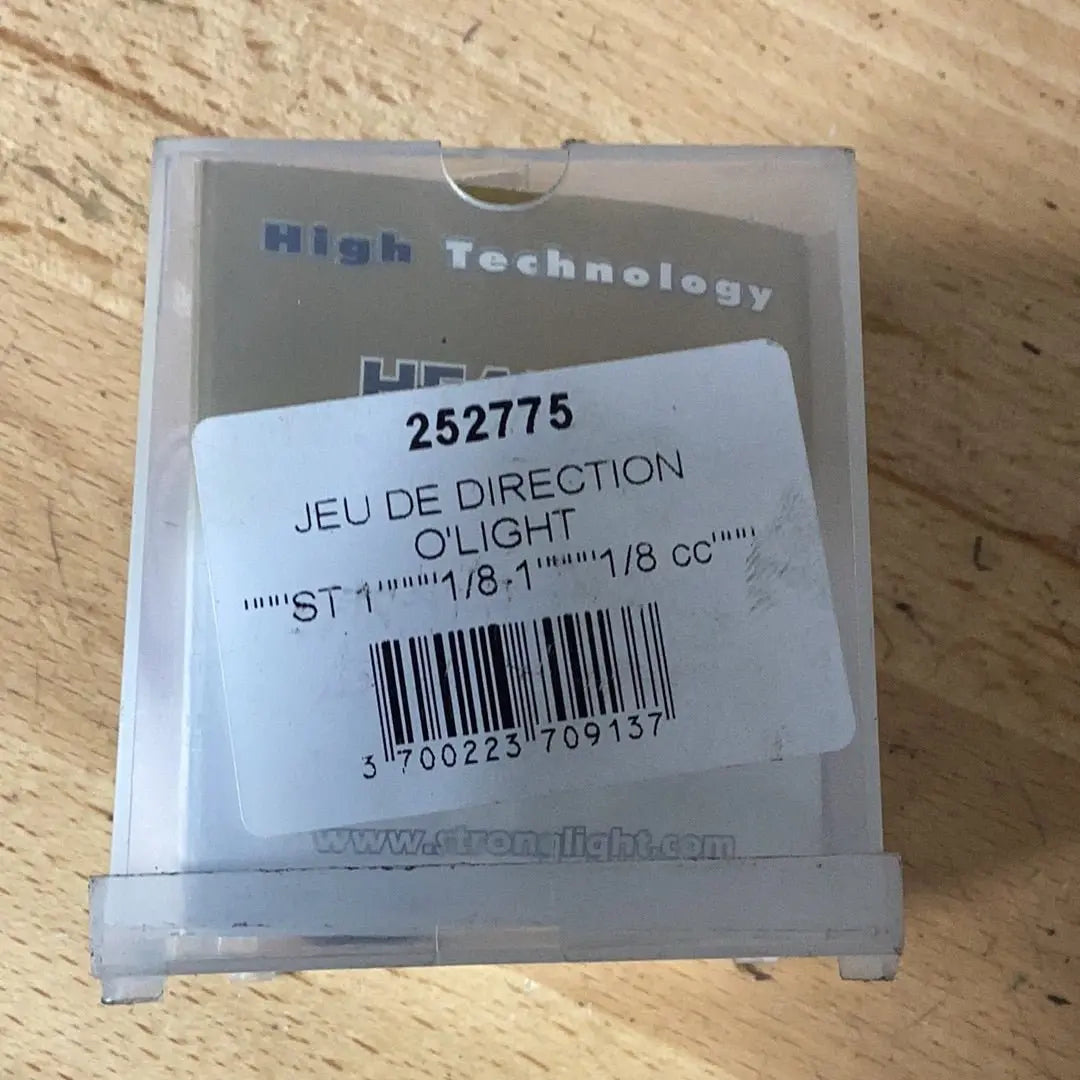 High Technology
252775
JEU DE DIRECTION
O'LIGHT
"""'ST 1""""'1/8-1""""'1/8 cc"""'
3 700223 709137
www.stronglight.com